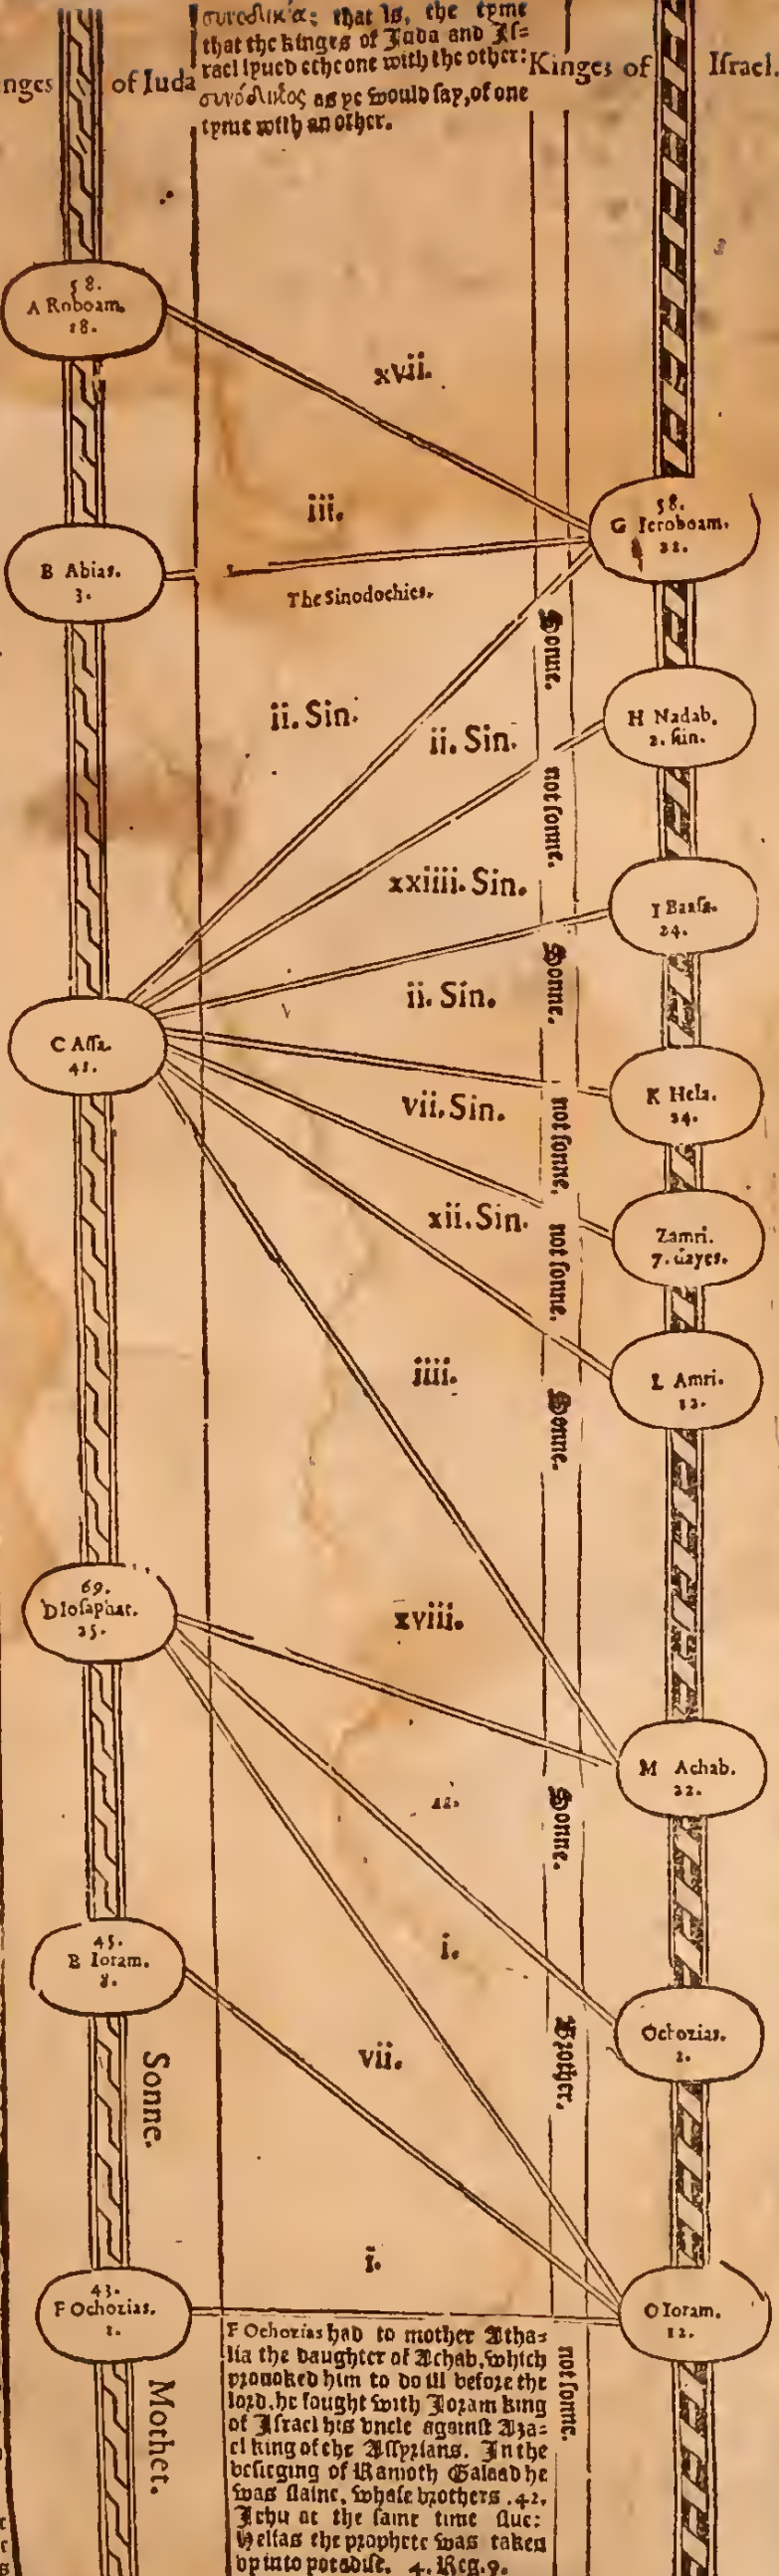 συνοδικὰ; that is, the tyme
that the kinges of Juda and Is=
rael lyued eche one with the other:
συνόδικος as ye would say, of one
tyme with an other.
nges of Iuda
Kinges of Israel.
58.
A Roboam.
18.
xvii.
58.
G Ieroboam.
22.
iii.
B Abias.
3.
The Sinodochies.
Sonne.
ii. Sin.
ii. Sin.
H Nadab.
2. Sin.
not sonne.
xxiiii. Sin.
I Baasa.
24.
Sonne.
ii. Sin.
C Assa.
41.
K Hela.
24.
vii. Sin.
not sonne.
xii. Sin.
Zamri.
7. dayes.
not sonne.
iiii.
L Amri.
12.
Sonne.
69.
D Iosaphat.
25.
xviii.
M Achab.
22.
Sonne.
ii.
45.
E Ioram.
8.
i.
Ochozias.
2.
Brother.
Sonne.
vii.
i.
43.
F Ochozias.
1.
O Ioram.
12.
not sonne.
Mother.
F Ochozias had to mother Atha=
lia the daughter of Achab, which
prouoked him to do ill before the
lord. he fought with Joram king
of Israel his vncle against Aza=
el king of the Assyrians. In the
besieging of Ramoth Galaad he
was slaine, whose brothers .42.
Jehu at the same time slue:
Helias the prophete was taken
vp into paradise. 4. Reg. 9.